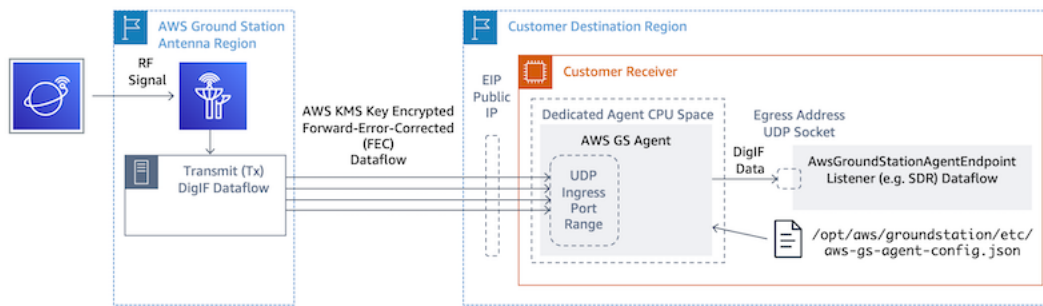 AWS Ground Station
Antenna Region
RF
Signal
Transmit (Tx)
DigIF Dataflow
AWS KMS Key Encrypted
Forward-Error-Corrected
(FEC)
Dataflow
Customer Destination Region
EIP
Public
IP
Customer Receiver
Dedicated Agent CPU Space
AWS GS Agent
UDP
Ingress
Port
Range
DigIF
Data
Egress Address
UDP Socket
AwsGroundStationAgentEndpoint
Listener (e.g. SDR) Dataflow
/opt/aws/groundstation/etc/
aws-gs-agent-config.json